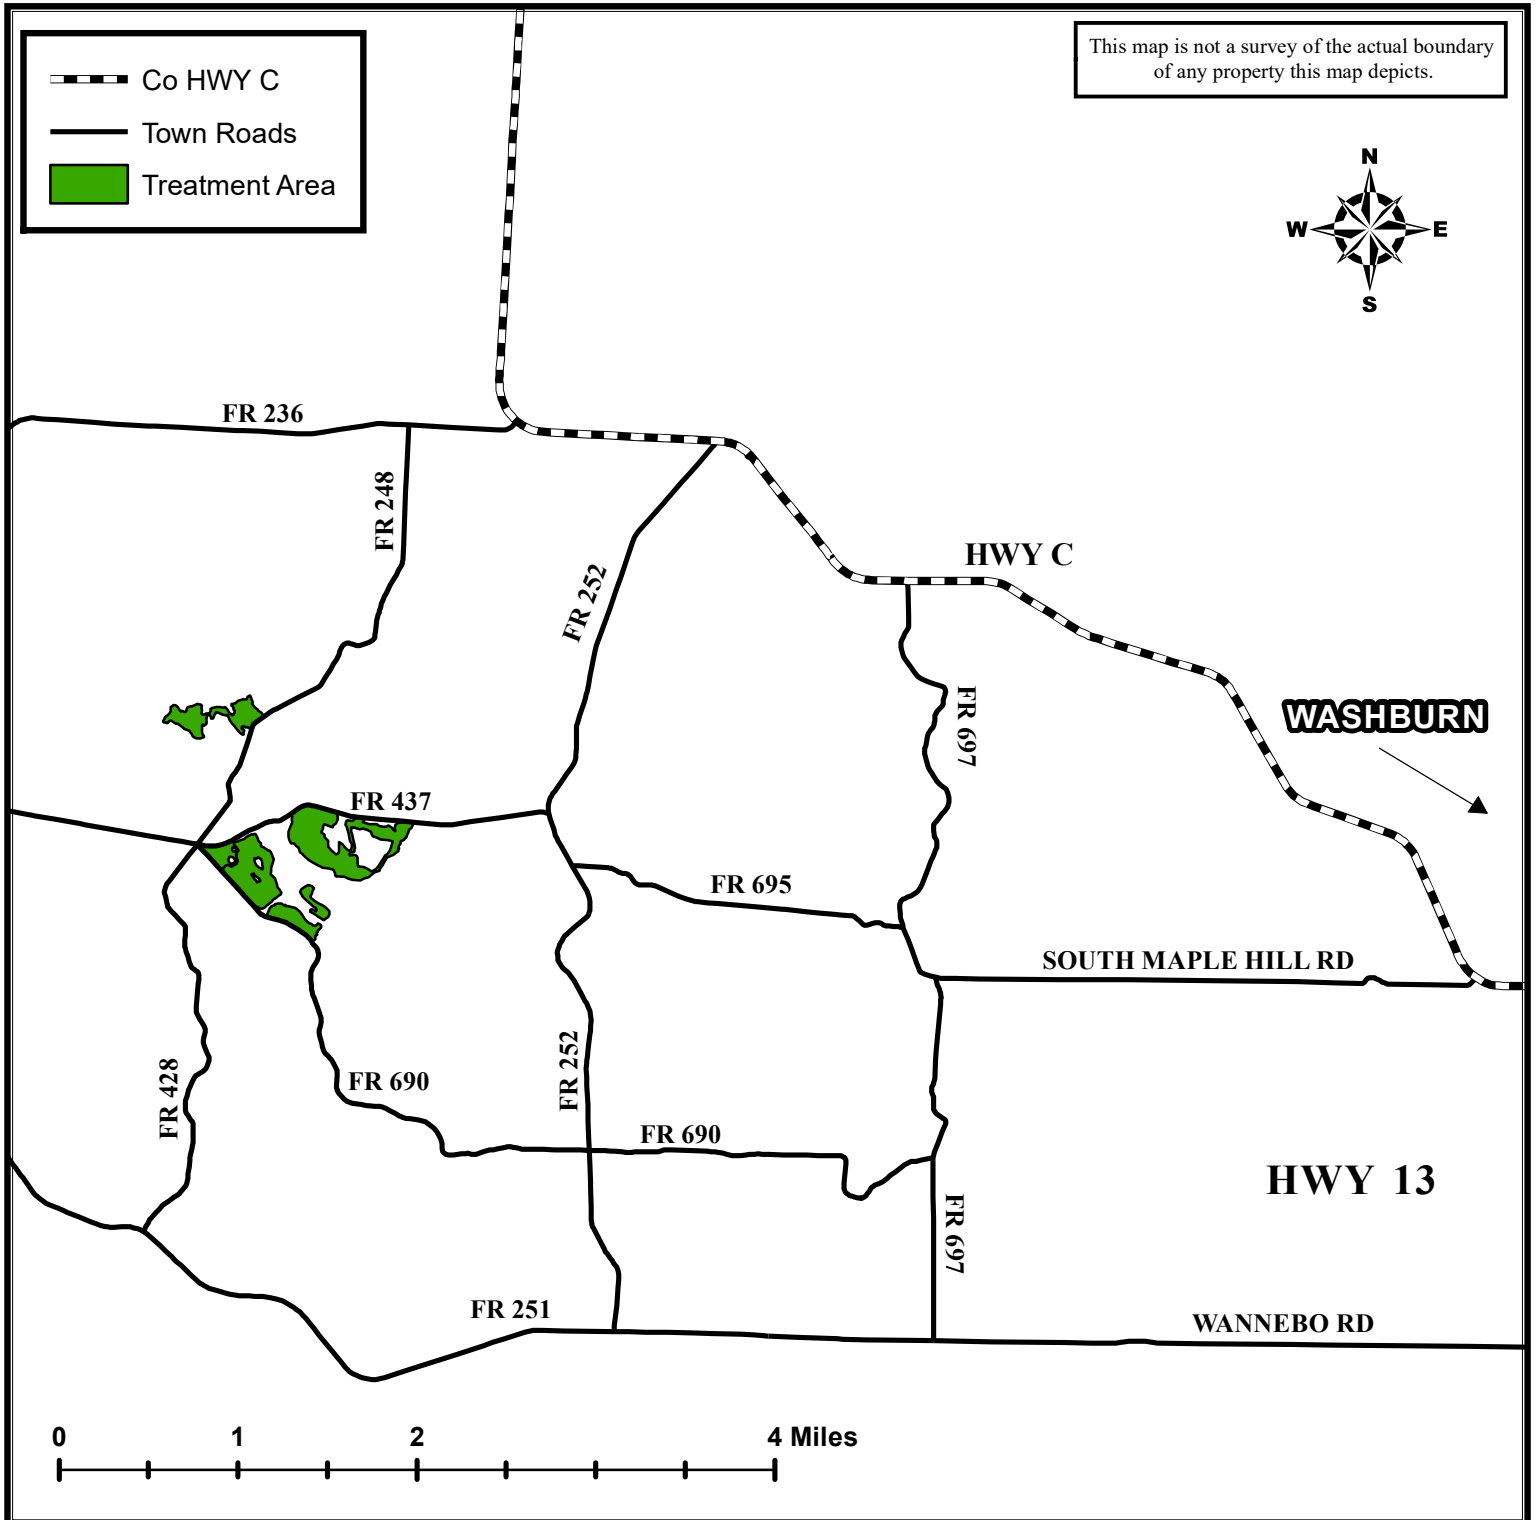 This map is not a survey of the actual boundary
of any property this map depicts.
Co HWY C
Town Roads
Treatment Area
N
W
E
S
FR 236
FR 248
FR 252
HWY C
FR 697
WASHBURN
FR 437
FR 695
SOUTH MAPLE HILL RD
FR 252
FR 428
FR 690
FR 690
HWY 13
FR 697
FR 251
WANNEBO RD
0 1 2 4 Miles